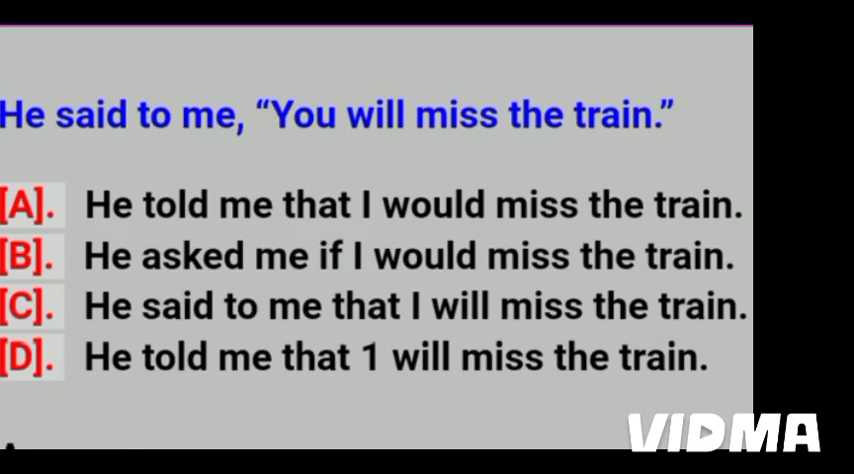 He said to me, “You will miss the train.”
[A]. He told me that I would miss the train.
[B]. He asked me if I would miss the train.
[C]. He said to me that I will miss the train.
[D]. He told me that 1 will miss the train.
VIDMA